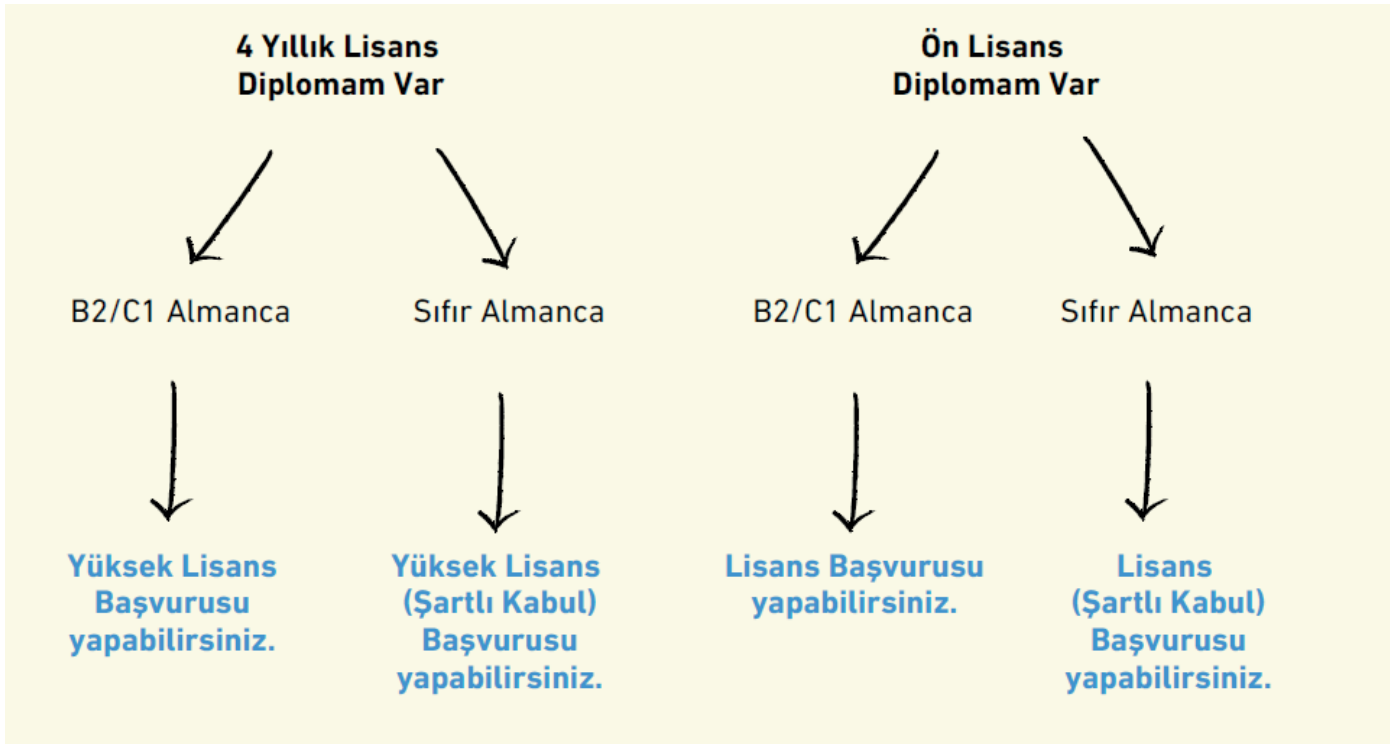 4 Yıllık Lisans
Diplomam Var
B2/C1 Almanca
Sıfır Almanca
Yüksek Lisans
Başvurusu
yapabilirsiniz.
Yüksek Lisans
(Şartlı Kabul)
Başvurusu
yapabilirsiniz.
Ön Lisans
Diplomam Var
B2/C1 Almanca
Sıfır Almanca
Lisans Başvurusu
yapabilirsiniz.
Lisans
(Şartlı Kabul)
Başvurusu
yapabilirsiniz.